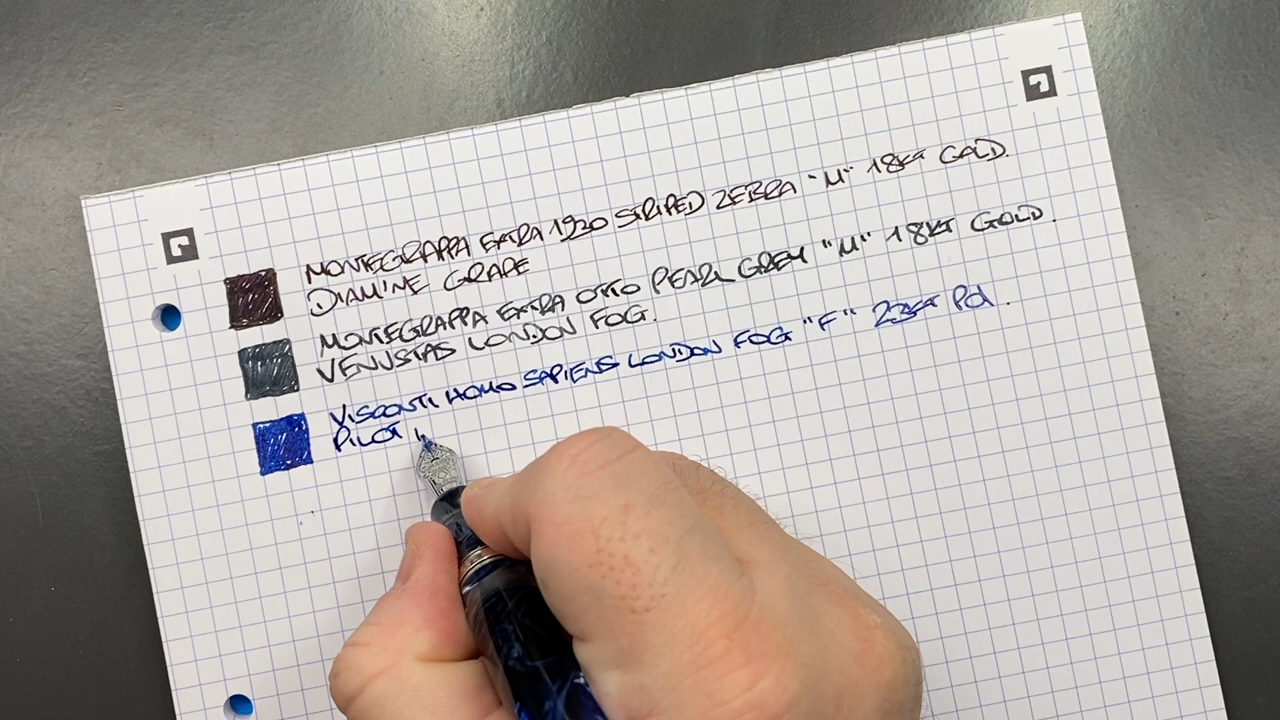 MONTEGRAPPA EXTRA 1930 STRIPED ZEBRA "M" 18KT GOLD.
DIAMINE GRAPE
MONTEGRAPPA EXTRA OTTO PEARL GREY "M" 18KT GOLD.
VENUSTAS LONDON FOG.
VISCONTI HOMO SAPIENS LONDON FOG "F" 23KT Pd.
PILOT